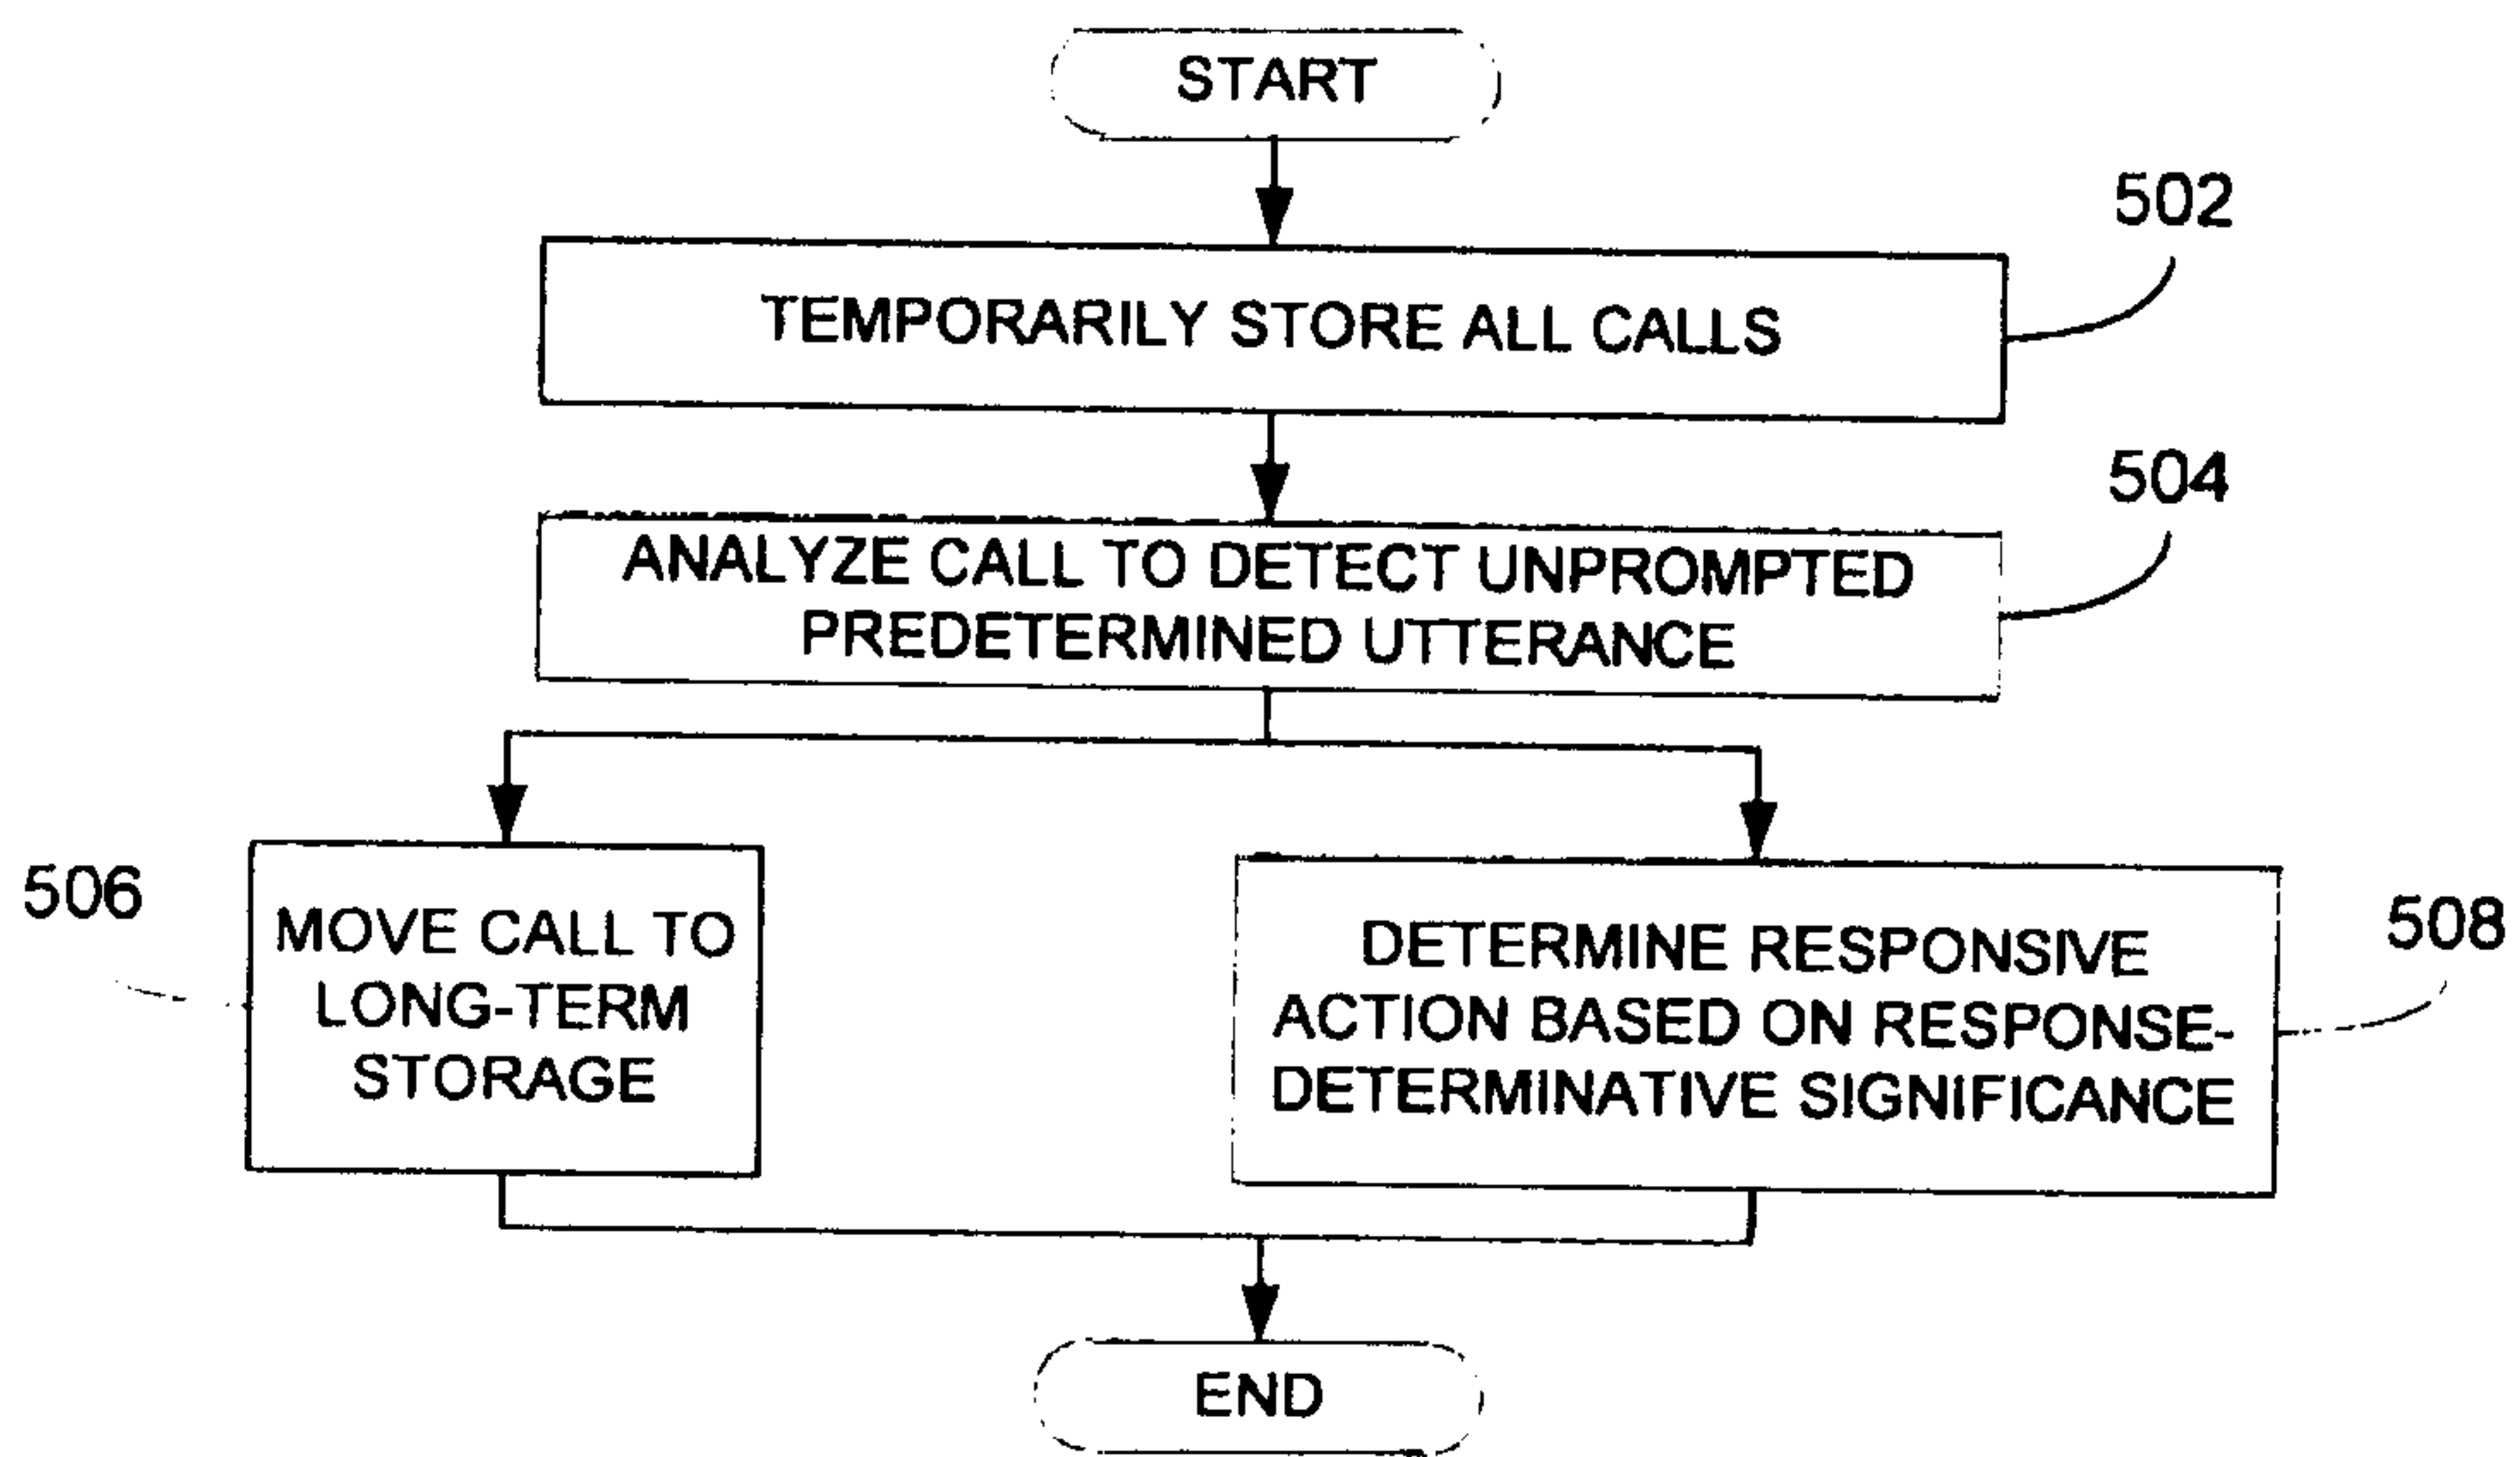 START
502
TEMPORARILY STORE ALL CALLS
504
ANALYZE CALL TO DETECT UNPROMPTED
PREDETERMINED UTTERANCE
506
MOVE CALL TO
LONG-TERM
STORAGE
508
DETERMINE RESPONSIVE
ACTION BASED ON RESPONSE-
DETERMINATIVE SIGNIFICANCE
END